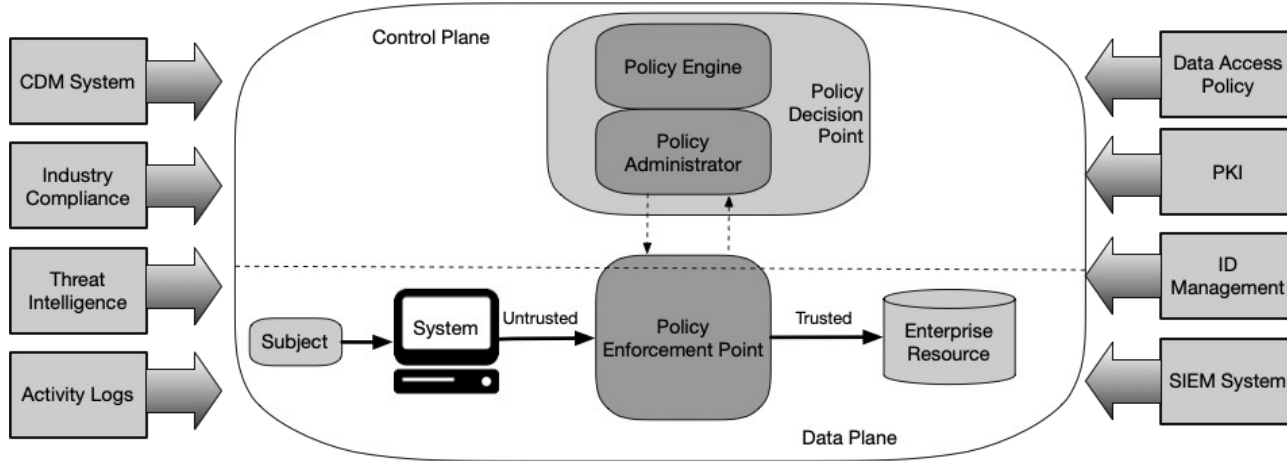 Control Plane
Policy Engine
Policy
Administrator
Policy
Decision
Point
CDM System
Industry
Compliance
Threat
Intelligence
Activity Logs
Data Access
Policy
PKI
ID
Management
SIEM System
Subject
System
Untrusted
Policy
Enforcement Point
Trusted
Enterprise
Resource
Data Plane